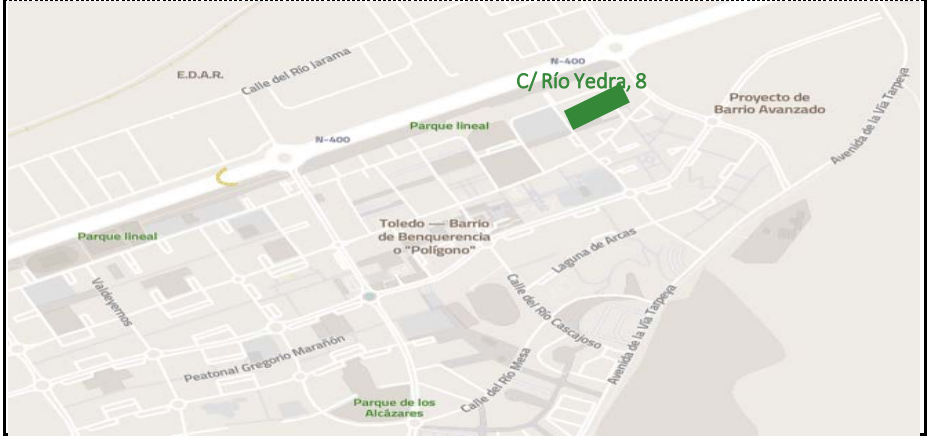 N-400
E.D.A.R.
Calle del Río Jarama
C/ Río Yedra, 8
Proyecto de
Barrio Avanzado
Avenida de la Vía Tarpeya
Parque lineal
N-400
Toledo — Barrio
de Benquerencia
o "Polígono"
Parque lineal
Laguna de Arcas
Valdeyernos
Calle del Río Cascajoso
Avenida de la Vía Tarpeya
Peatonal Gregorio Marañón
Calle del Río Mesa
Parque de los
Alcázares